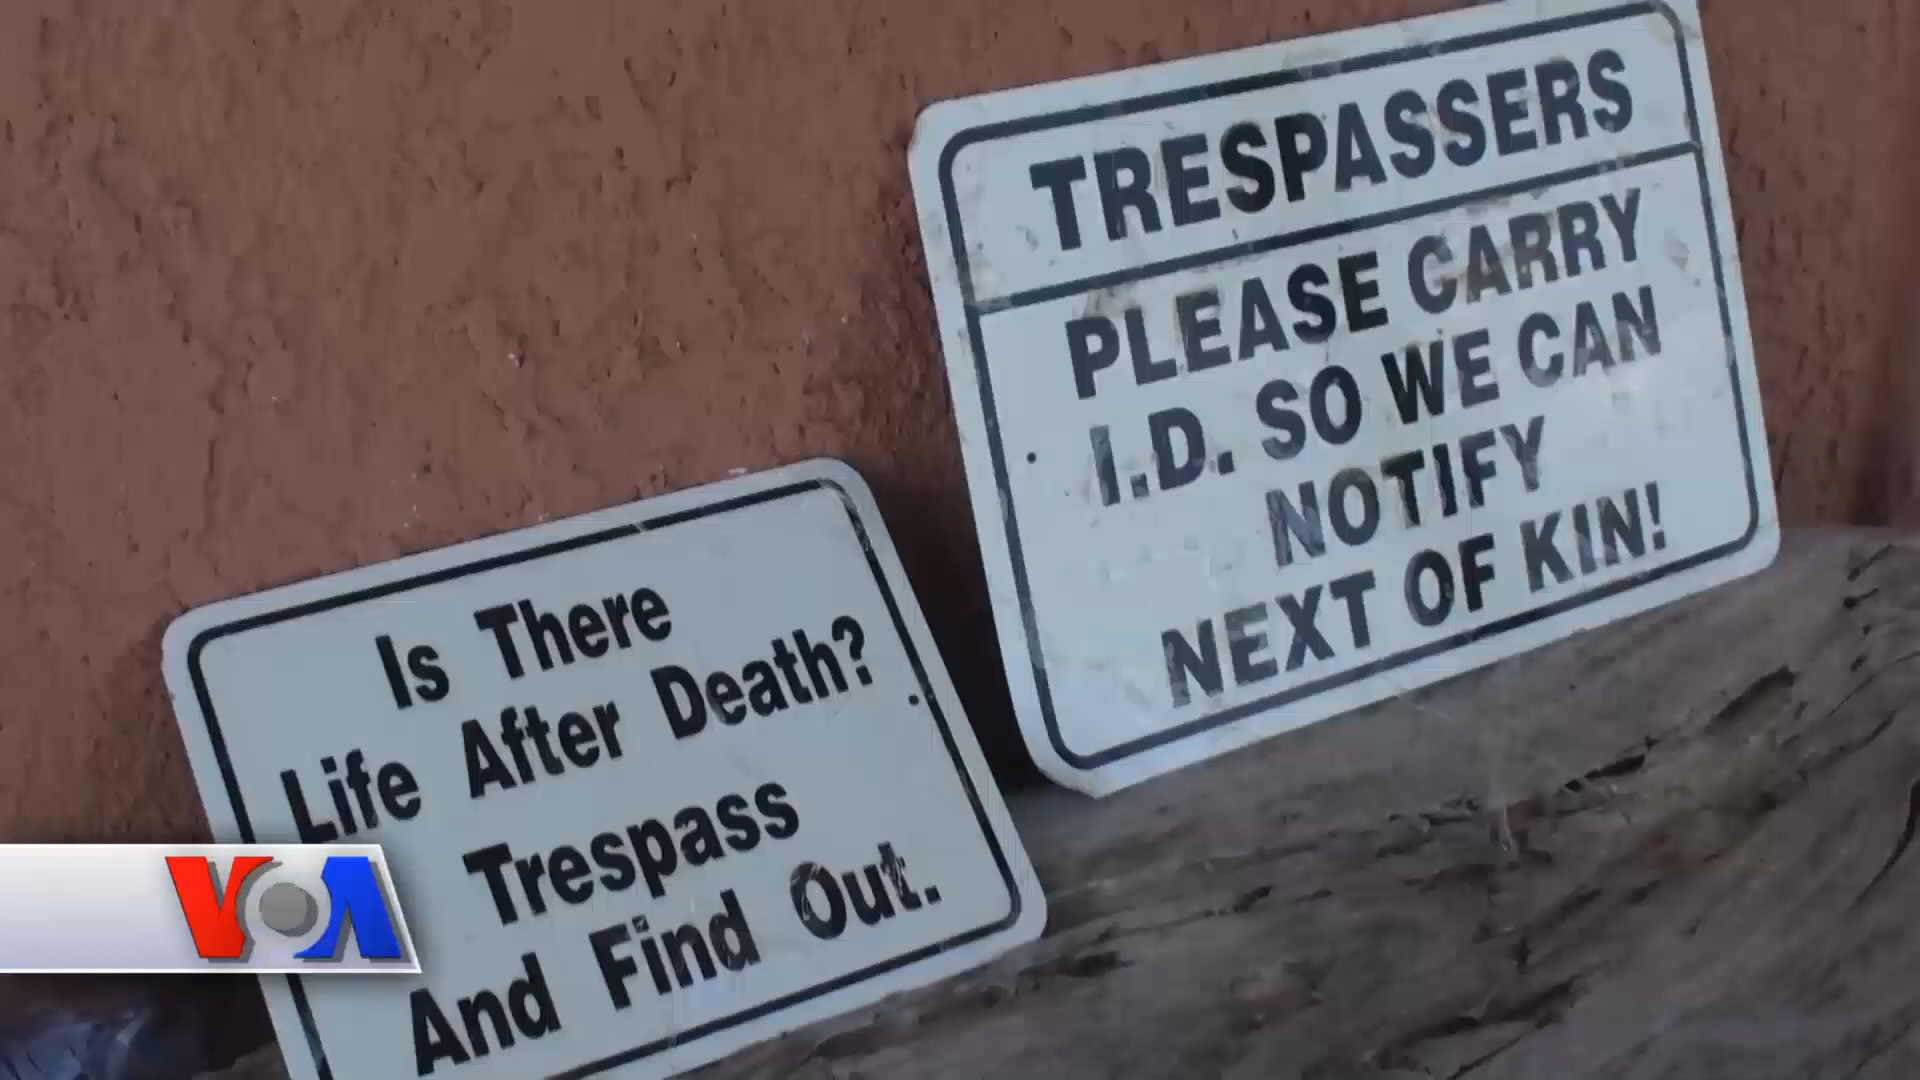 TRESPASSERS
PLEASE CARRY
I.D. SO WE CAN
NOTIFY
NEXT OF KIN!
Is There
Life After Death?
Trespass
And Find Out.
VOA